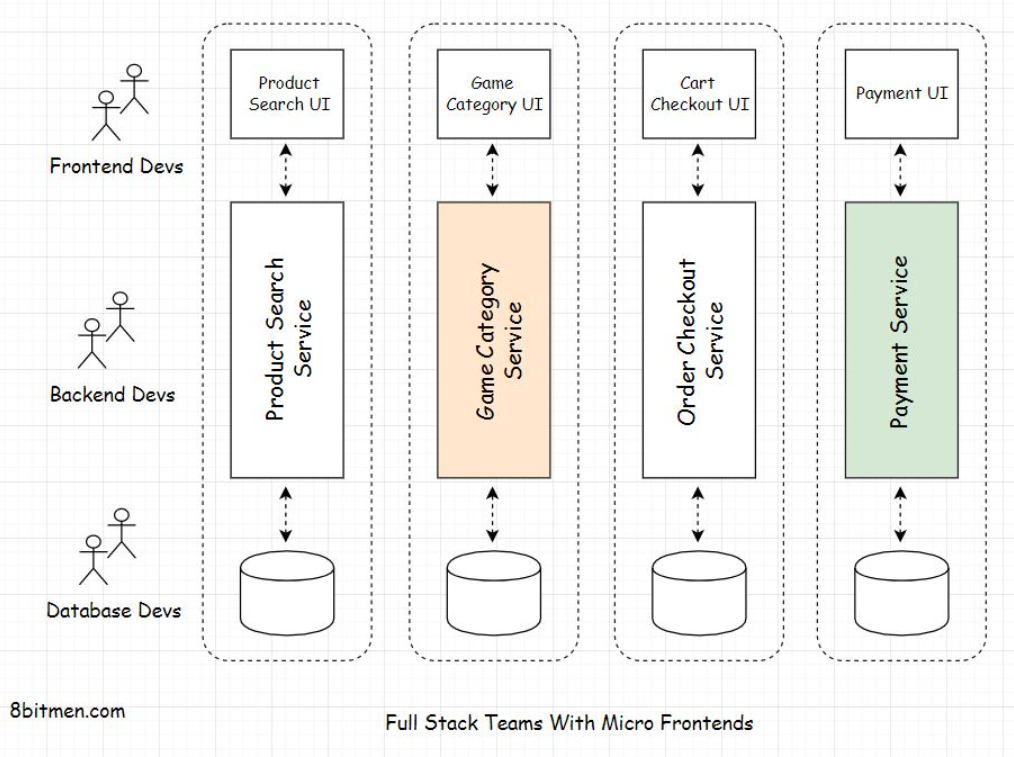 Product
Search UI
Game
Category UI
Cart
Checkout UI
Payment UI
Frontend Devs
Product Search
Service
Game Category
Service
Order Checkout
Service
Payment Service
Backend Devs
Database Devs
8bitmen.com
Full Stack Teams With Micro Frontends